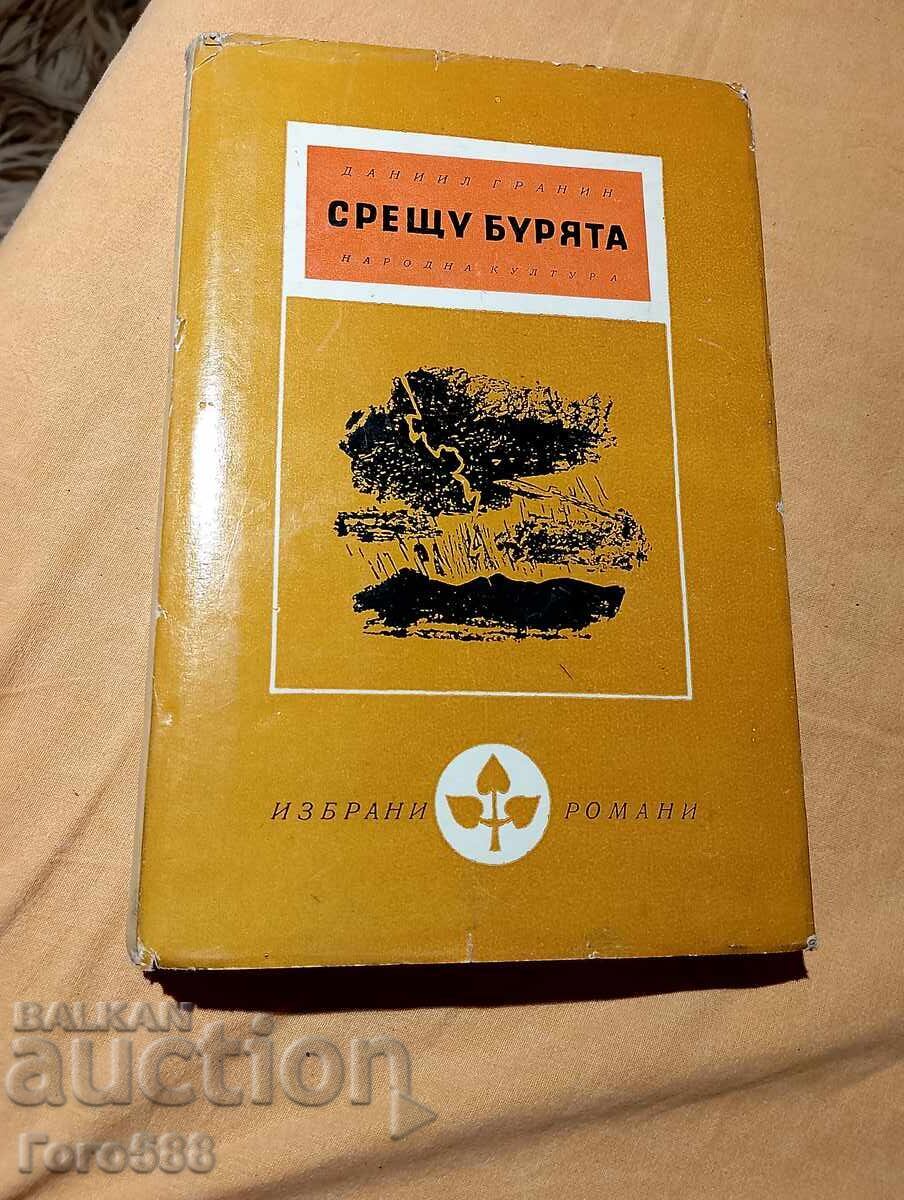 ДАНИИЛ ГРАНИН
СРЕЩУ БУРЯТА
НАРОДНА КУЛТУРА
ИЗБРАНИ РОМАНИ
BALKAN
auction
Гого588